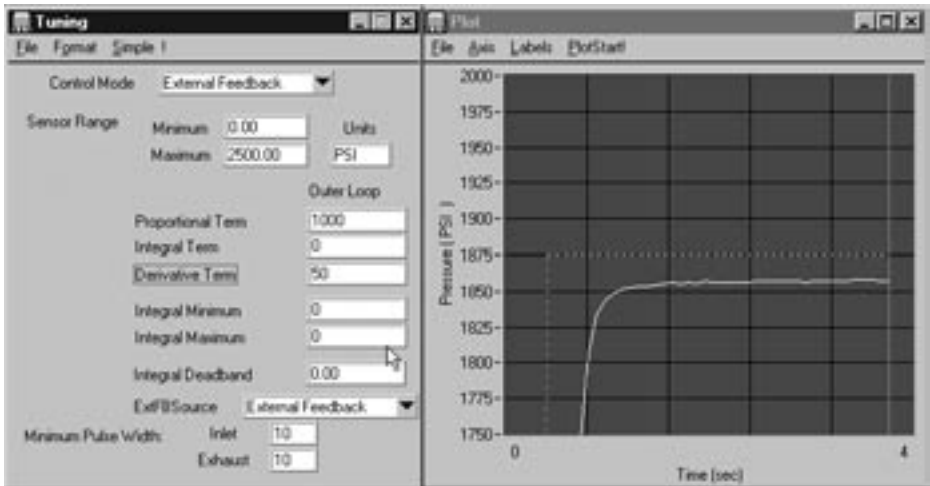 Tuning
File Format Simple !
Control Mode External Feedback
Sensor Range Minimum 0.00 Units
Maximum 2500.00 PSI
Outer Loop
Proportional Term 1000
Integral Term 0
Derivative Term 50
Integral Minimum 0
Integral Maximum 0
Integral Deadband 0.00
ExtFBSource External Feedback
Minimum Pulse Width: Inlet 10
Exhaust 10
Plot
File Axis Labels PlotStart!
2000
1975
1950
1925
1900
1875
1850
1825
1800
1775
1750
Pressure ( PSI )
0 4
Time (sec)